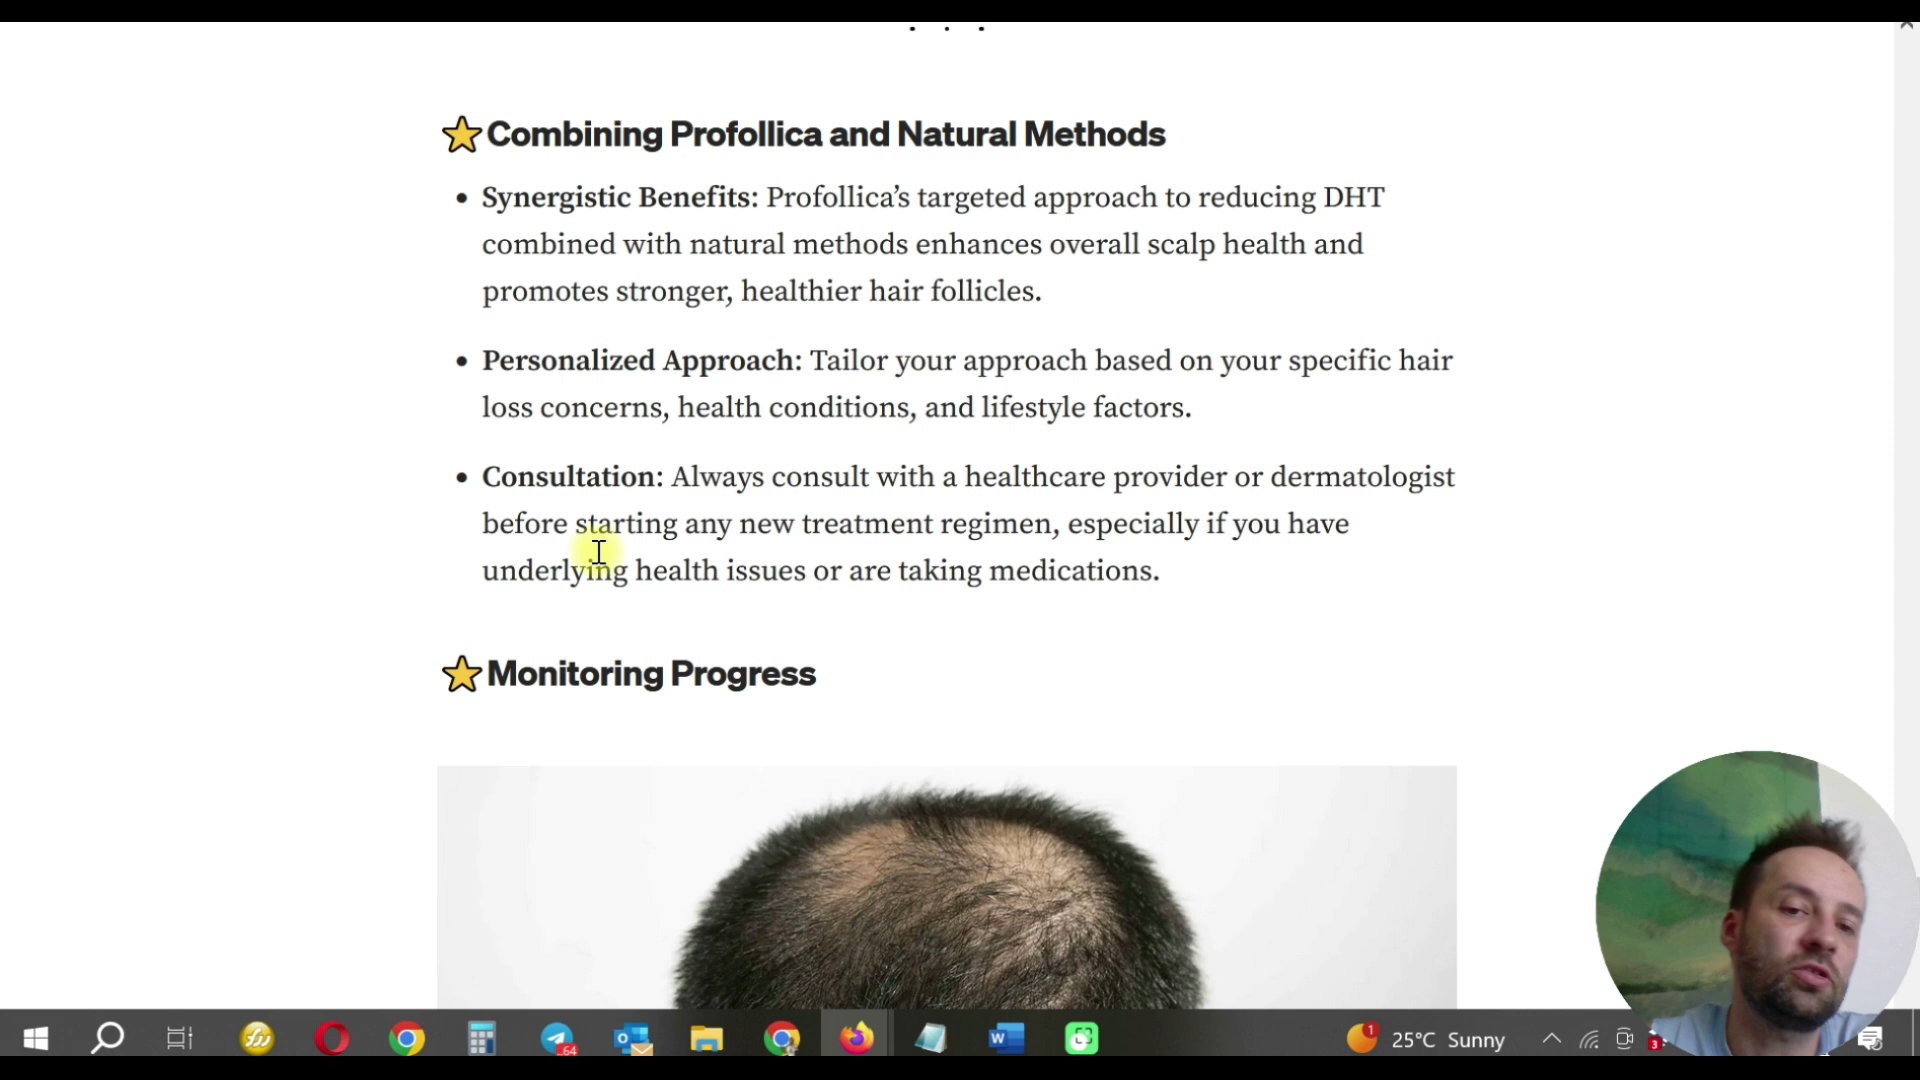 Combining Profollica and Natural Methods
• Synergistic Benefits: Profollica’s targeted approach to reducing DHT
combined with natural methods enhances overall scalp health and
promotes stronger, healthier hair follicles.
• Personalized Approach: Tailor your approach based on your specific hair
loss concerns, health conditions, and lifestyle factors.
• Consultation: Always consult with a healthcare provider or dermatologist
before starting any new treatment regimen, especially if you have
underlying health issues or are taking medications.
Monitoring Progress
64
W
1
25°C Sunny
3